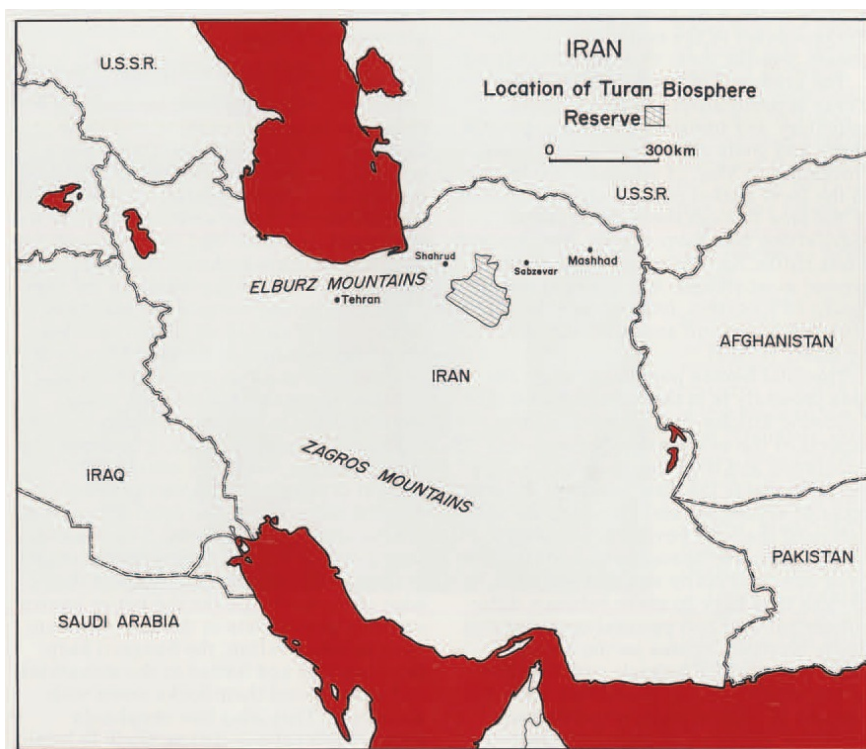 U.S.S.R.
IRAN
Location of Turan Biosphere
Reserve
0 300km
U.S.S.R.
Shahrud
Sabzevar
Mashhad
ELBURZ MOUNTAINS
Tehran
AFGHANISTAN
IRAN
ZAGROS MOUNTAINS
IRAQ
PAKISTAN
SAUDI ARABIA